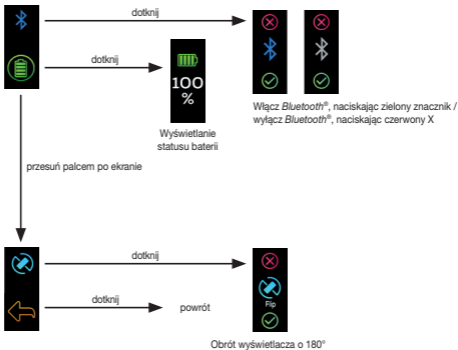 dotknij
dotknij
100
%
Włącz Bluetooth®, naciskając zielony znacznik /
wyłącz Bluetooth®, naciskając czerwony X
Wyświetlanie
statusu baterii
przesuń palcem po ekranie
dotknij
dotknij
powrót
Flip
Obrót wyświetlacza o 180°